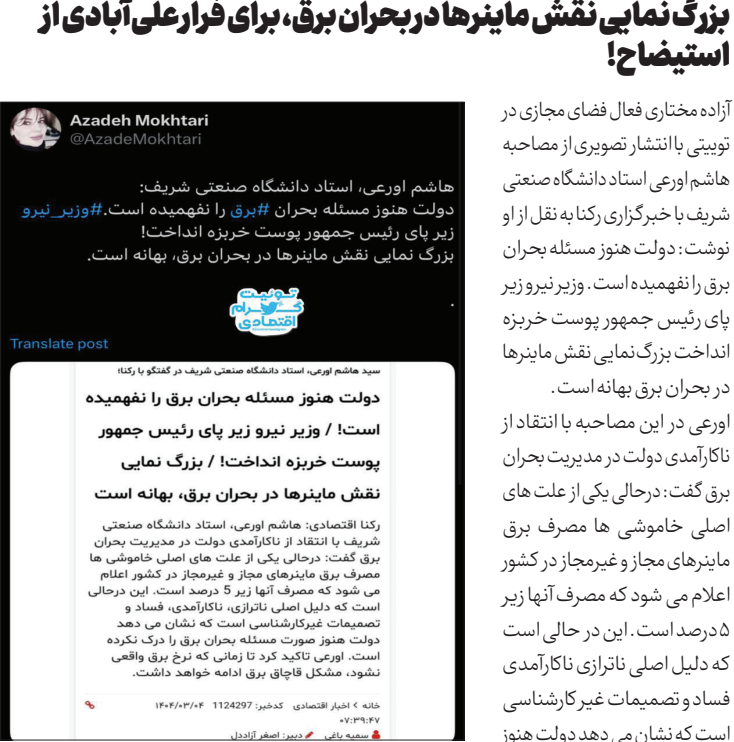 بزرگ نمایی نقش ماینرها در بحران برق، برای فرار علی آبادی از
استیضاح!
آزاده مختاری فعال فضای مجازی در
توییتی با انتشار تصویری از مصاحبه
هاشم اورعی استاد دانشگاه صنعتی
شریف با خبرگزاری رکنا به نقل از او
نوشت: دولت هنوز مسئله بحران
برق را نفهمیده است. وزیر نیرو زیر
پای رئیس جمهور پوست خربزه
انداخت بزرگ نمایی نقش ماینرها
در بحران برق بهانه است.
اورعی در این مصاحبه با انتقاد از
ناکارآمدی دولت در مدیریت بحران
برق گفت: درحالی یکی از علت های
اصلی خاموشی ها مصرف برق
ماینرهای مجاز و غیرمجاز در کشور
اعلام می شود که مصرف آنها زیر
۵ درصد است. این در حالی است
که دلیل اصلی ناترازی ناکارآمدی
فساد و تصمیمات غیر کارشناسی
است که نشان می دهد دولت هنوز
Azadeh Mokhtari
@AzadeMokhtari
هاشم اورعی، استاد دانشگاه صنعتی شریف:
دولت هنوز مسئله بحران #برق را نفهمیده است.#وزیر_نیرو
زیر پای رئیس جمهور پوست خربزه انداخت!
بزرگ نمایی نقش ماینرها در بحران برق، بهانه است.
.
توئیت
گرام
اقتصادی
Translate post
سید هاشم اورعی، استاد دانشگاه صنعتی شریف در گفتگو با رکنا؛
دولت هنوز مسئله بحران برق را نفهمیده
است! / وزیر نیرو زیر پای رئیس جمهور
پوست خربزه انداخت! / بزرگ نمایی
نقش ماینرها در بحران برق، بهانه است
رکنا اقتصادی: هاشم اورعی، استاد دانشگاه صنعتی
شریف با انتقاد از ناکارآمدی دولت در مدیریت بحران
برق گفت: درحالی یکی از علت های اصلی خاموشی ها
مصرف برق ماینرهای مجاز و غیرمجاز در کشور اعلام
می شود که مصرف آنها زیر 5 درصد است. این درحالی
است که دلیل اصلی ناترازی، ناکارآمدی، فساد و
تصمیمات غیرکارشناسی است که نشان می دهد
دولت هنوز صورت مسئله بحران برق را درک نکرده
است. اورعی تاکید کرد تا زمانی که نرخ برق واقعی
نشود، مشکل قاچاق برق ادامه خواهد داشت.
خانه > اخبار اقتصادی کدخبر: 1124297 ۱۴۰۴/۰۳/۰۴
۰۷:۳۹:۴۷
سمیه باغی دبیر: اصغر آزاددل